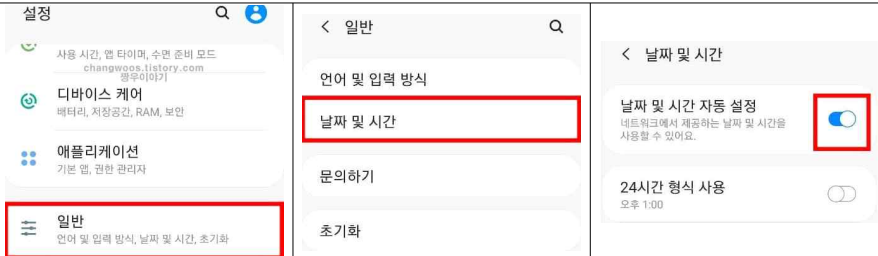 설정
사용 시간, 앱 타이머, 수면 준비 모드
changwoos.tistory.com
깡우이야기
디바이스 케어
배터리, 저장공간, RAM, 보안
애플리케이션
기본 앱, 권한 관리자
일반
언어 및 입력 방식, 날짜 및 시간, 초기화
일반
언어 및 입력 방식
날짜 및 시간
문의하기
초기화
날짜 및 시간
날짜 및 시간 자동 설정
네트워크에서 제공하는 날짜 및 시간을
사용할 수 있어요.
24시간 형식 사용
오후 1:00